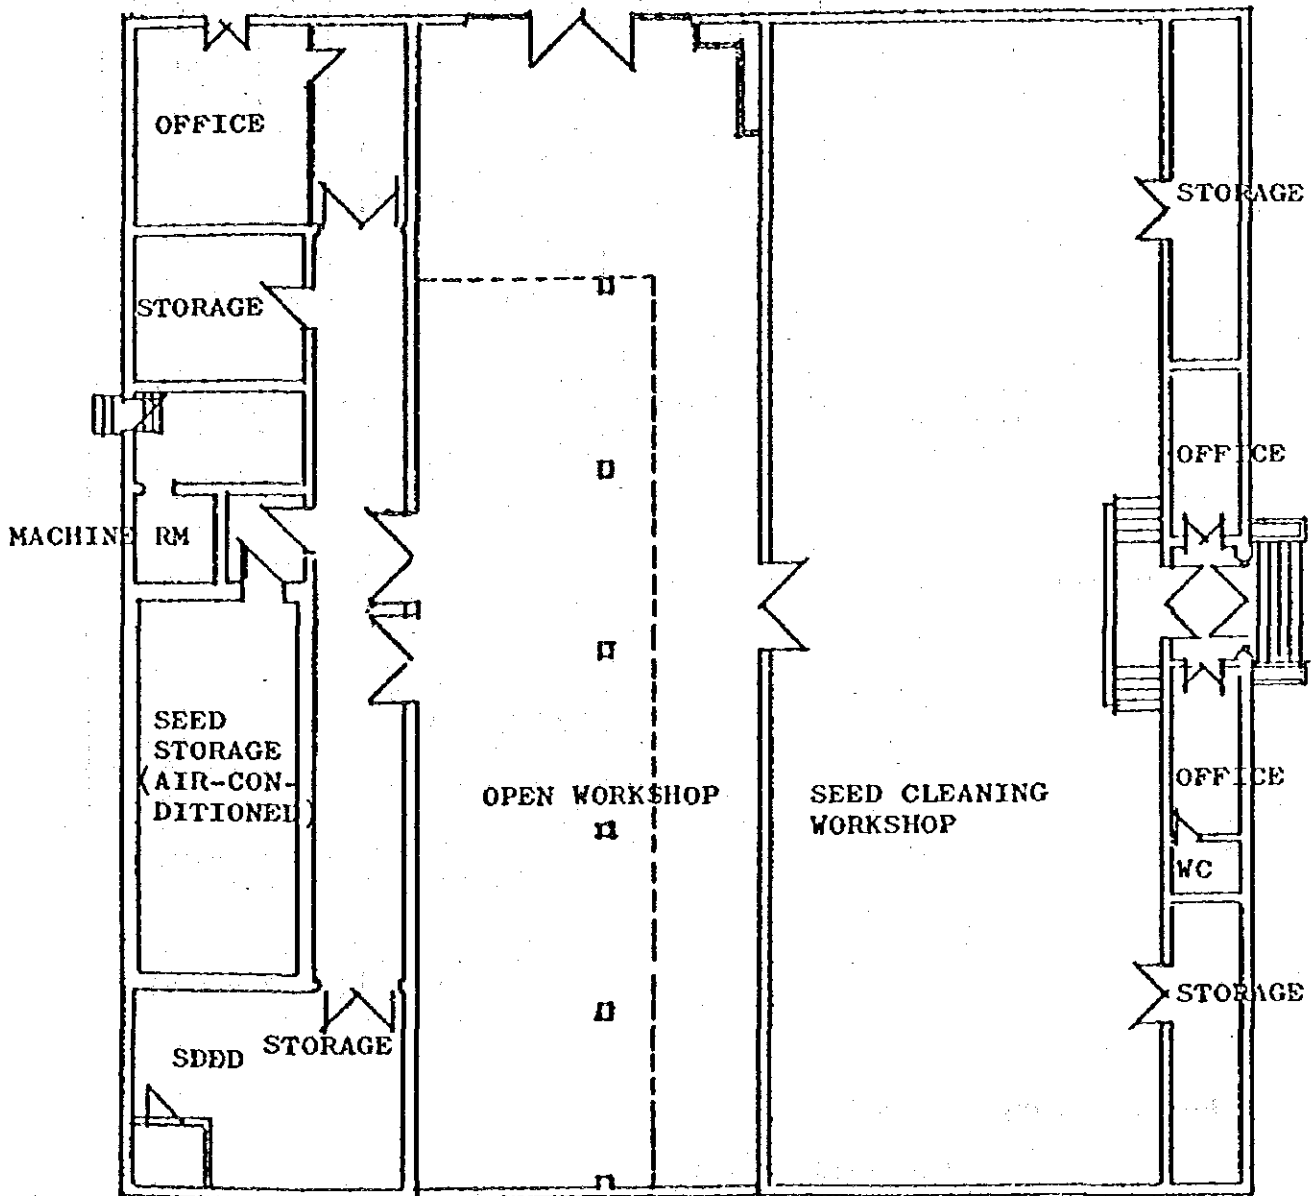 OFFICE
STORAGE
STORAGE
OFFICE
MACHINE RM
SEED
STORAGE
(AIR-CON-
DITIONED)
OPEN WORKSHOP
SEED CLEANING
WORKSHOP
OFFICE
WC
STORAGE
SDDD STORAGE